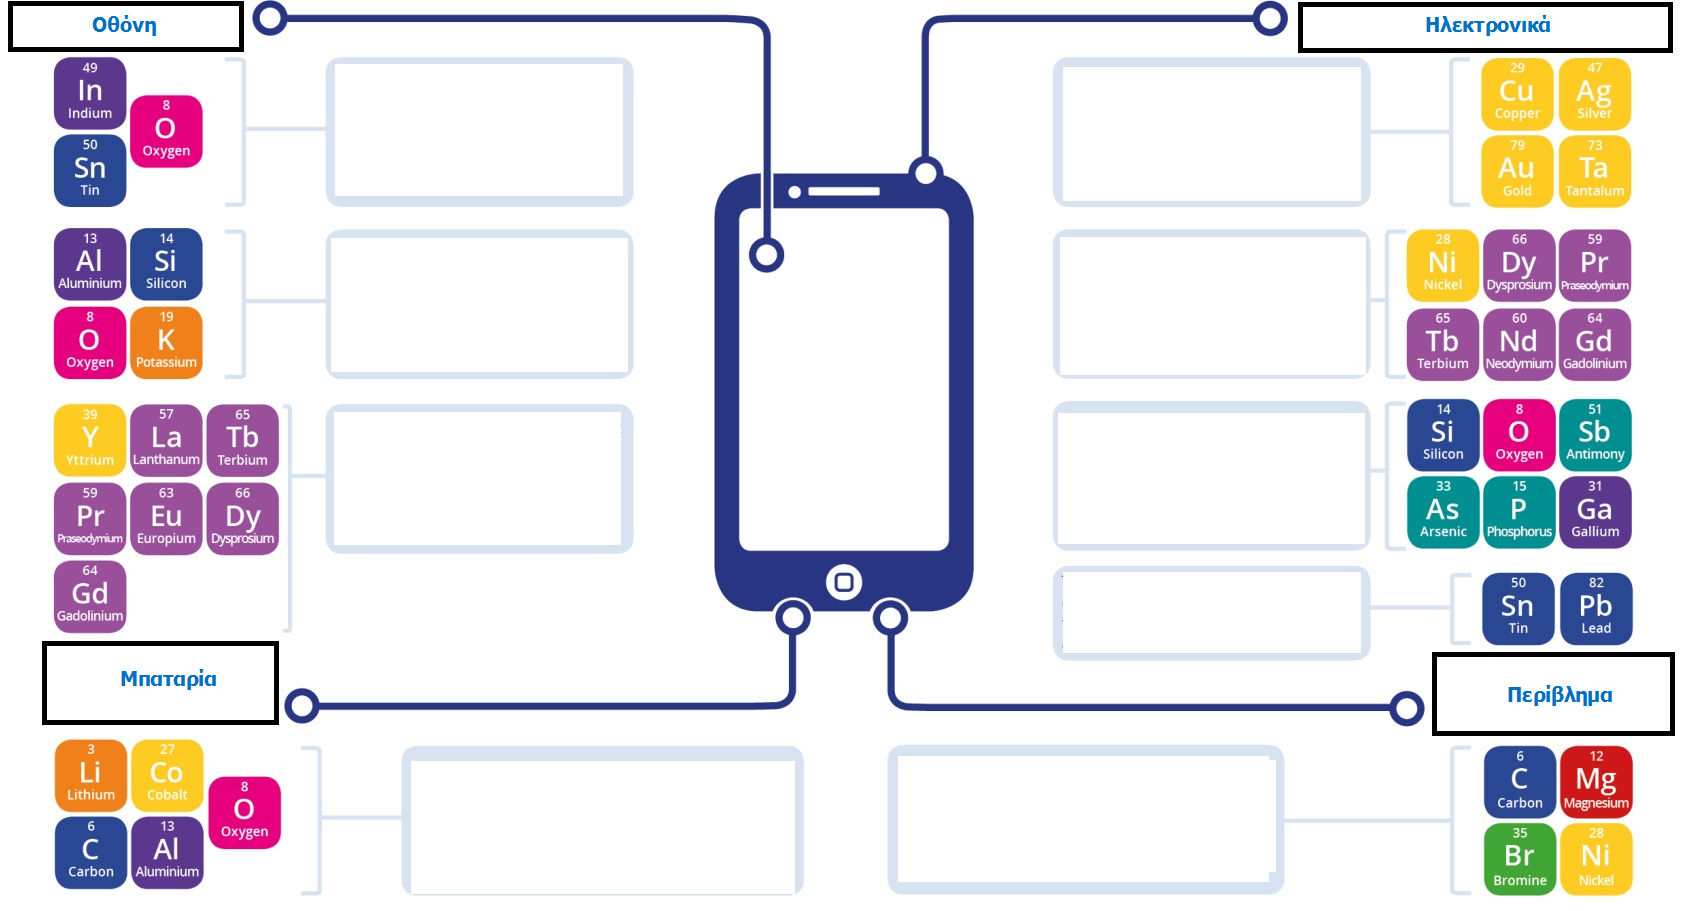 Οθόνη
49
In
Indium
8
O
Oxygen
50
Sn
Tin
13
Al
Aluminium
14
Si
Silicon
8
O
Oxygen
19
K
Potassium
39
Y
Yttrium
57
La
Lanthanum
65
Tb
Terbium
59
Pr
Praseodymium
63
Eu
Europium
66
Dy
Dysprosium
64
Gd
Gadolinium
Ηλεκτρονικά
29
Cu
Copper
47
Ag
Silver
79
Au
Gold
73
Ta
Tantalum
28
Ni
Nickel
66
Dy
Dysprosium
59
Pr
Praseodymium
65
Tb
Terbium
60
Nd
Neodymium
64
Gd
Gadolinium
14
Si
Silicon
8
O
Oxygen
51
Sb
Antimony
33
As
Arsenic
15
P
Phosphorus
31
Ga
Gallium
50
Sn
Tin
82
Pb
Lead
Μπαταρία
3
Li
Lithium
27
Co
Cobalt
8
O
Oxygen
6
C
Carbon
13
Al
Aluminium
Περίβλημα
6
C
Carbon
12
Mg
Magnesium
35
Br
Bromine
28
Ni
Nickel